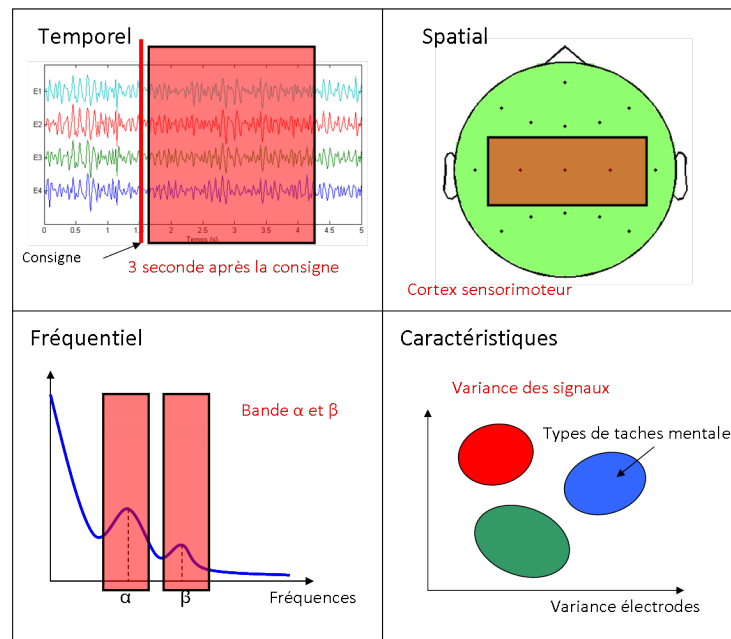 Temporel
E1
E2
E3
E4
0
1
1.5
2
2.5
3
3.5
4
4.5
5
Temps (s)
Consigne
3 seconde après la consigne
Spatial
Cortex sensorimoteur
Fréquentiel
Bande α et β
α
β
Fréquences
Caractéristiques
Variance des signaux
Types de taches mentale
Variance électrodes